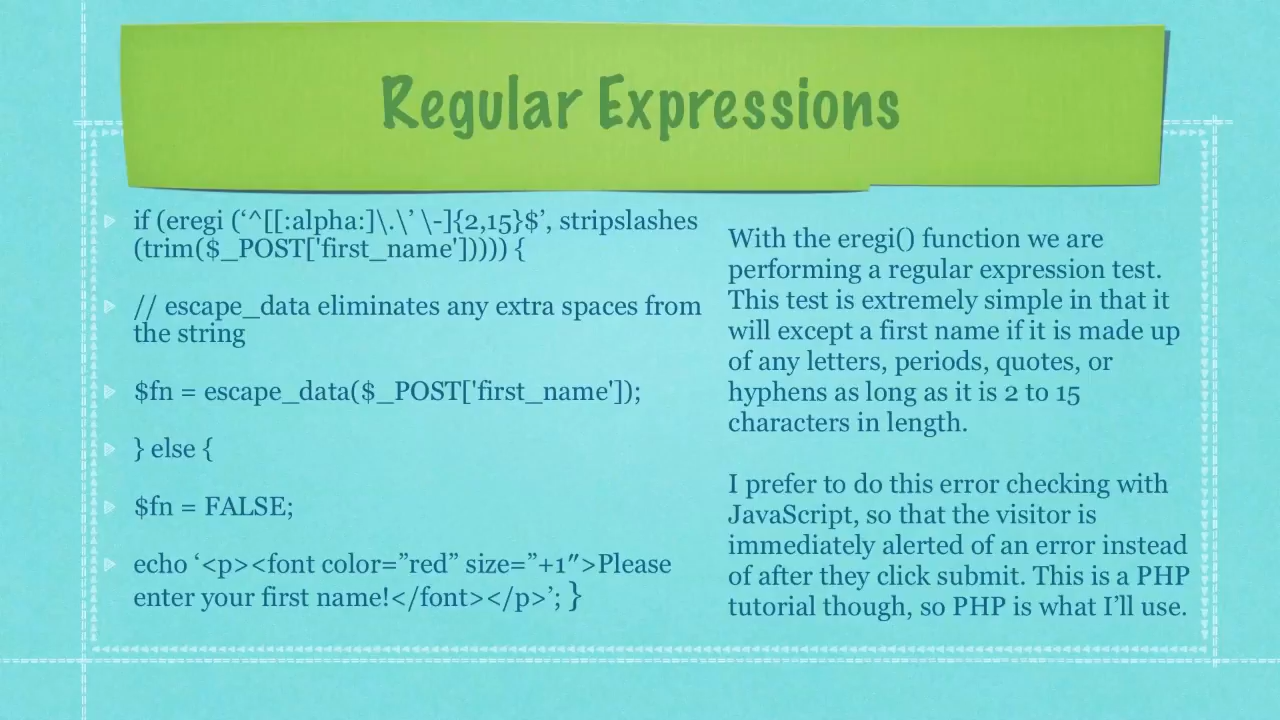 Regular Expressions
if (eregi (‘^[[:alpha:]\.\’ \-]{2,15}$’, stripslashes
(trim($_POST['first_name'])))) {
// escape_data eliminates any extra spaces from
the string
$fn = escape_data($_POST['first_name']);
} else {
$fn = FALSE;
echo ‘<p><font color=”red” size=”+1″>Please
enter your first name!</font></p>’; }
With the eregi() function we are
performing a regular expression test.
This test is extremely simple in that it
will except a first name if it is made up
of any letters, periods, quotes, or
hyphens as long as it is 2 to 15
characters in length.
I prefer to do this error checking with
JavaScript, so that the visitor is
immediately alerted of an error instead
of after they click submit. This is a PHP
tutorial though, so PHP is what I’ll use.